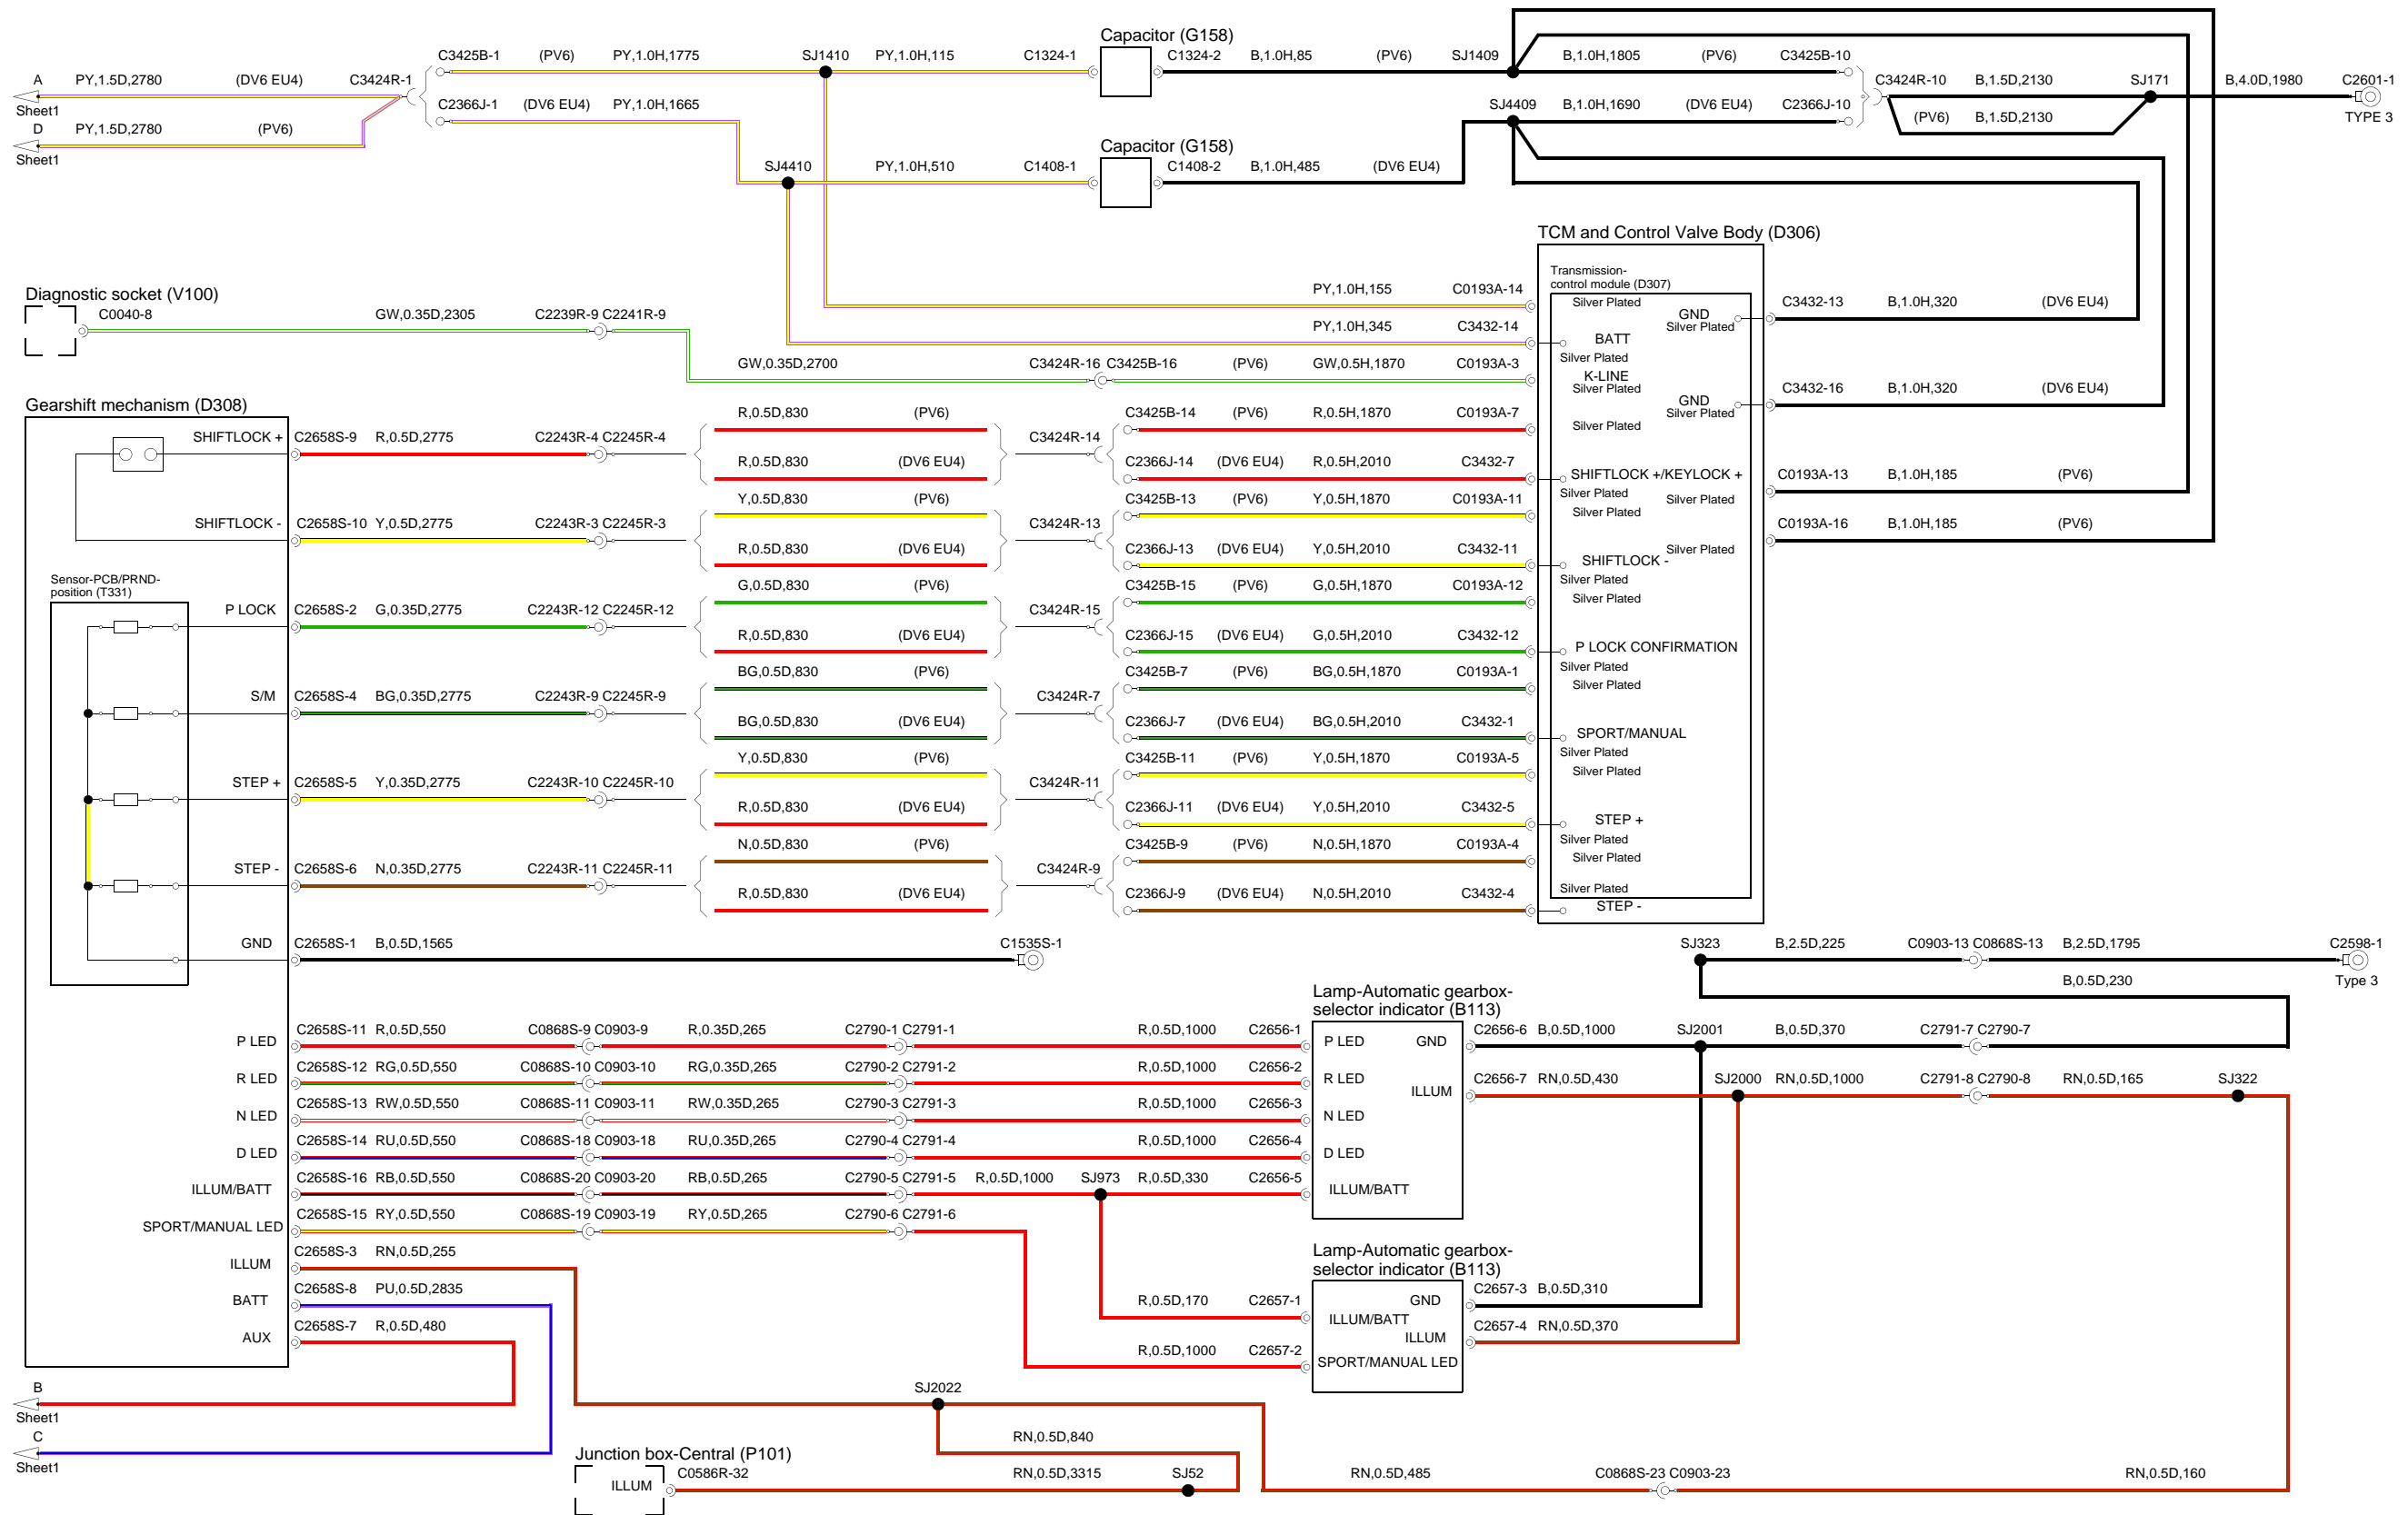 Capacitor (G158)
C3425B-1 (PV6) PY,1.0H,1775 SJ1410 PY,1.0H,115 C1324-1 C1324-2 B,1.0H,85 (PV6) SJ1409 B,1.0H,1805 (PV6) C3425B-10
A PY,1.5D,2780 (DV6 EU4) C3424R-1 C3424R-10 B,1.5D,2130 SJ171 B,4.0D,1980 C2601-1
Sheet1 C2366J-1 (DV6 EU4) PY,1.0H,1665 SJ4409 B,1.0H,1690 (DV6 EU4) C2366J-10
(PV6) B,1.5D,2130 TYPE 3
D PY,1.5D,2780 (PV6)
Sheet1
Capacitor (G158)
SJ4410 PY,1.0H,510 C1408-1 C1408-2 B,1.0H,485 (DV6 EU4)
TCM and Control Valve Body (D306)
Transmission-
control module (D307)
Diagnostic socket (V100)
PY,1.0H,155 C0193A-14 Silver Plated
C3432-13 B,1.0H,320 (DV6 EU4)
C0040-8 GW,0.35D,2305 C2239R-9 C2241R-9
GND
Silver Plated
PY,1.0H,345 C3432-14
BATT
Silver Plated
GW,0.35D,2700 C3424R-16 C3425B-16 (PV6) GW,0.5H,1870 C0193A-3
K-LINE
Silver Plated
C3432-16 B,1.0H,320 (DV6 EU4)
GND
Silver Plated
Gearshift mechanism (D308)
R,0.5D,830 (PV6) C3425B-14 (PV6) R,0.5H,1870 C0193A-7
Silver Plated
SHIFTLOCK + C2658S-9 R,0.5D,2775 C2243R-4 C2245R-4 C3424R-14
R,0.5D,830 (DV6 EU4) C2366J-14 (DV6 EU4) R,0.5H,2010 C3432-7
SHIFTLOCK +/KEYLOCK + C0193A-13 B,1.0H,185 (PV6)
Silver Plated Silver Plated
Y,0.5D,830 (PV6) C3425B-13 (PV6) Y,0.5H,1870 C0193A-11
Silver Plated
SHIFTLOCK - C2658S-10 Y,0.5D,2775 C2243R-3 C2245R-3 C3424R-13
C0193A-16 B,1.0H,185 (PV6)
Silver Plated
R,0.5D,830 (DV6 EU4) C2366J-13 (DV6 EU4) Y,0.5H,2010 C3432-11
SHIFTLOCK -
Silver Plated
Sensor-PCB/PRND-
position (T331)
G,0.5D,830 (PV6) C3425B-15 (PV6) G,0.5H,1870 C0193A-12
Silver Plated
P LOCK C2658S-2 G,0.35D,2775 C2243R-12 C2245R-12 C3424R-15
R,0.5D,830 (DV6 EU4) C2366J-15 (DV6 EU4) G,0.5H,2010 C3432-12
P LOCK CONFIRMATION
Silver Plated
BG,0.5D,830 (PV6) C3425B-7 (PV6) BG,0.5H,1870 C0193A-1
Silver Plated
S/M C2658S-4 BG,0.35D,2775 C2243R-9 C2245R-9 C3424R-7
BG,0.5D,830 (DV6 EU4) C2366J-7 (DV6 EU4) BG,0.5H,2010 C3432-1
SPORT/MANUAL
Silver Plated
Y,0.5D,830 (PV6) C3425B-11 (PV6) Y,0.5H,1870 C0193A-5
Silver Plated
STEP + C2658S-5 Y,0.35D,2775 C2243R-10 C2245R-10 C3424R-11
R,0.5D,830 (DV6 EU4) C2366J-11 (DV6 EU4) Y,0.5H,2010 C3432-5
STEP +
Silver Plated
N,0.5D,830 (PV6) C3425B-9 (PV6) N,0.5H,1870 C0193A-4
Silver Plated
STEP - C2658S-6 N,0.35D,2775 C2243R-11 C2245R-11 C3424R-9
R,0.5D,830 (DV6 EU4) C2366J-9 (DV6 EU4) N,0.5H,2010 C3432-4
Silver Plated
STEP -
GND C2658S-1 B,0.5D,1565 C1535S-1
SJ323 B,2.5D,225 C0903-13 C0868S-13 B,2.5D,1795 C2598-1
B,0.5D,230 Type 3
Lamp-Automatic gearbox-
selector indicator (B113)
P LED C2658S-11 R,0.5D,550 C0868S-9 C0903-9 R,0.35D,265 C2790-1 C2791-1 R,0.5D,1000 C2656-1 P LED GND C2656-6 B,0.5D,1000 SJ2001 B,0.5D,370 C2791-7 C2790-7
R LED C2658S-12 RG,0.5D,550 C0868S-10 C0903-10 RG,0.35D,265 C2790-2 C2791-2 R,0.5D,1000 C2656-2 R LED ILLUM C2656-7 RN,0.5D,430 SJ2000 RN,0.5D,1000 C2791-8 C2790-8 RN,0.5D,165 SJ322
N LED C2658S-13 RW,0.5D,550 C0868S-11 C0903-11 RW,0.35D,265 C2790-3 C2791-3 R,0.5D,1000 C2656-3 N LED
D LED C2658S-14 RU,0.5D,550 C0868S-18 C0903-18 RU,0.35D,265 C2790-4 C2791-4 R,0.5D,1000 C2656-4 D LED
ILLUM/BATT C2658S-16 RB,0.5D,550 C0868S-20 C0903-20 RB,0.5D,265 C2790-5 C2791-5 R,0.5D,1000 SJ973 R,0.5D,330 C2656-5 ILLUM/BATT
SPORT/MANUAL LED C2658S-15 RY,0.5D,550 C0868S-19 C0903-19 RY,0.5D,265 C2790-6 C2791-6
ILLUM C2658S-3 RN,0.5D,255
Lamp-Automatic gearbox-
selector indicator (B113)
BATT C2658S-8 PU,0.5D,2835
R,0.5D,170 C2657-1 ILLUM/BATT GND C2657-3 B,0.5D,310
AUX C2658S-7 R,0.5D,480
ILLUM C2657-4 RN,0.5D,370
R,0.5D,1000 C2657-2 SPORT/MANUAL LED
B SJ2022
Sheet1
C
Sheet1
RN,0.5D,840
Junction box-Central (P101)
ILLUM C0586R-32 RN,0.5D,3315 SJ52 RN,0.5D,485 C0868S-23 C0903-23 RN,0.5D,160